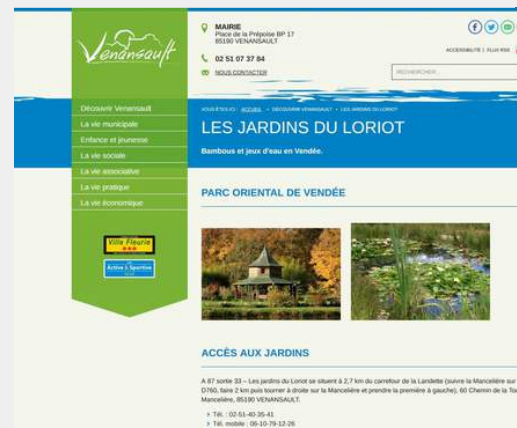 Venansault
MAIRIE
Place de la Prépoise BP 17
85190 VENANSAULT
02 51 07 37 84
NOUS CONTACTER
ACCESSIBILITÉ | FLUX RSS
RECHERCHER...
Découvrir Venansault
La vie municipale
Enfance et jeunesse
La vie sociale
La vie associative
La vie pratique
La vie économique
Ville Fleurie
Active & Sportive
VOUS ÊTES ICI : ACCUEIL > DÉCOUVRIR VENANSAULT > LES JARDINS DU LORIOT
LES JARDINS DU LORIOT
Bambous et jeux d'eau en Vendée.
PARC ORIENTAL DE VENDÉE
ACCÈS AUX JARDINS
A 87 sortie 33 – Les jardins du Loriot se situent à 2,7 km du carrefour de la Landette (suivre la Mancelière sur
D760, faire 2 km puis tourner à droite sur la Mancelière et prendre la première à gauche), 60 Chemin de la
Mancelière, 85190 VENANSAULT.
Tél. : 02-51-40-35-41
Tél. mobile : 06-10-79-12-26